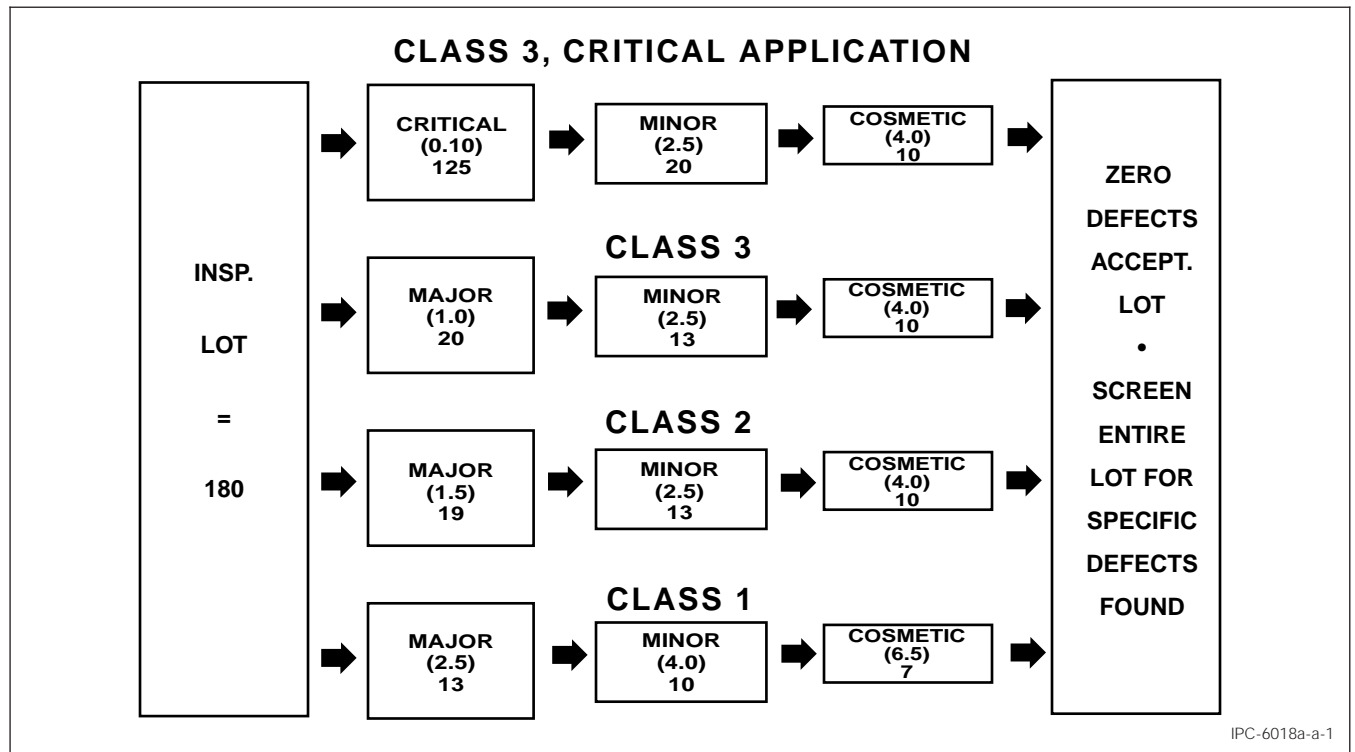 CLASS 3, CRITICAL APPLICATION
INSP.
LOT
=
180
CRITICAL
(0.10)
125
MINOR
(2.5)
20
COSMETIC
(4.0)
10
CLASS 3
MAJOR
(1.0)
20
MINOR
(2.5)
13
COSMETIC
(4.0)
10
CLASS 2
MAJOR
(1.5)
19
MINOR
(2.5)
13
COSMETIC
(4.0)
10
CLASS 1
MAJOR
(2.5)
13
MINOR
(4.0)
10
COSMETIC
(6.5)
7
ZERO
DEFECTS
ACCEPT.
LOT
•
SCREEN
ENTIRE
LOT FOR
SPECIFIC
DEFECTS
FOUND
IPC-6018a-a-1